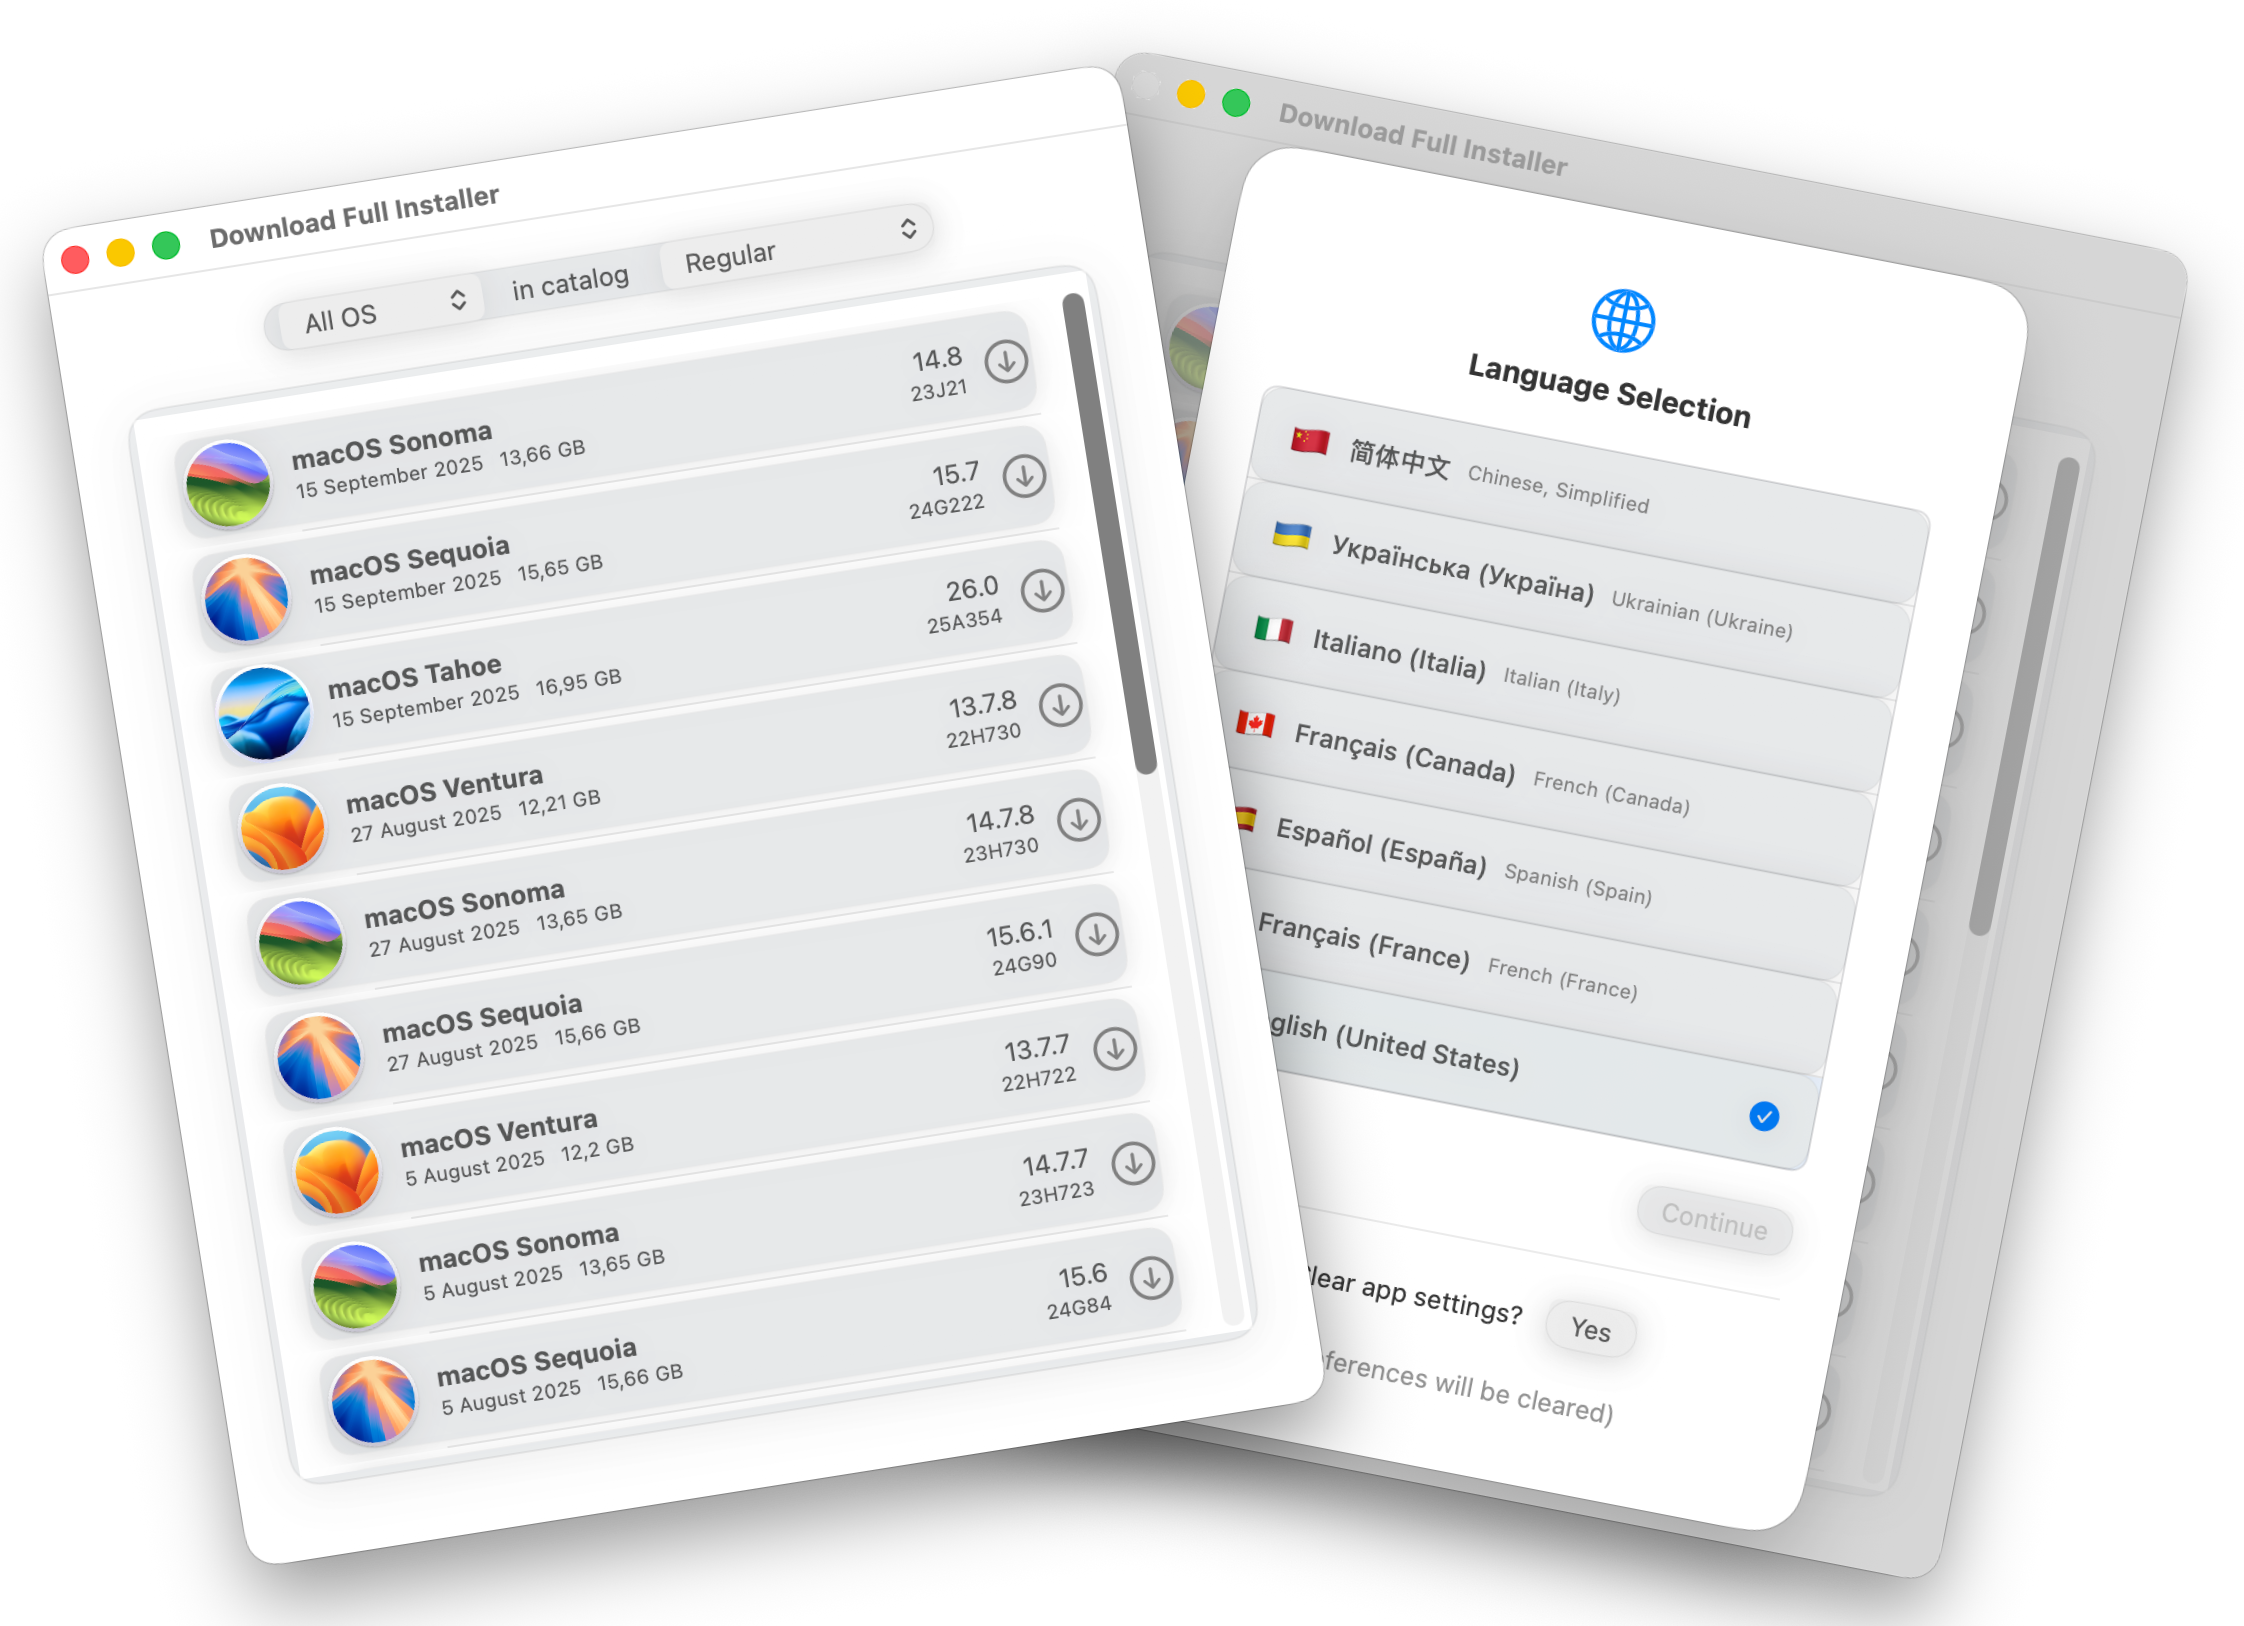 Download Full Installer
All OS in catalog Regular
macOS Sonoma 14.8
15 September 2025 13,66 GB 23J21
macOS Sequoia 15.7
15 September 2025 15,65 GB 24G222
macOS Tahoe 26.0
15 September 2025 16,95 GB 25A354
macOS Ventura 13.7.8
27 August 2025 12,21 GB 22H730
macOS Sonoma 14.7.8
27 August 2025 13,65 GB 23H730
macOS Sequoia 15.6.1
27 August 2025 15,66 GB 24G90
macOS Ventura 13.7.7
5 August 2025 12,2 GB 22H722
macOS Sonoma 14.7.7
5 August 2025 13,65 GB 23H723
macOS Sequoia 15.6
5 August 2025 15,66 GB 24G84
Download Full Installer
Language Selection
简体中文 Chinese, Simplified
Українська (Україна) Ukrainian (Ukraine)
Italiano (Italia) Italian (Italy)
Français (Canada) French (Canada)
Español (España) Spanish (Spain)
Français (France) French (France)
glish (United States)
Continue
lear app settings? Yes
ferences will be cleared)